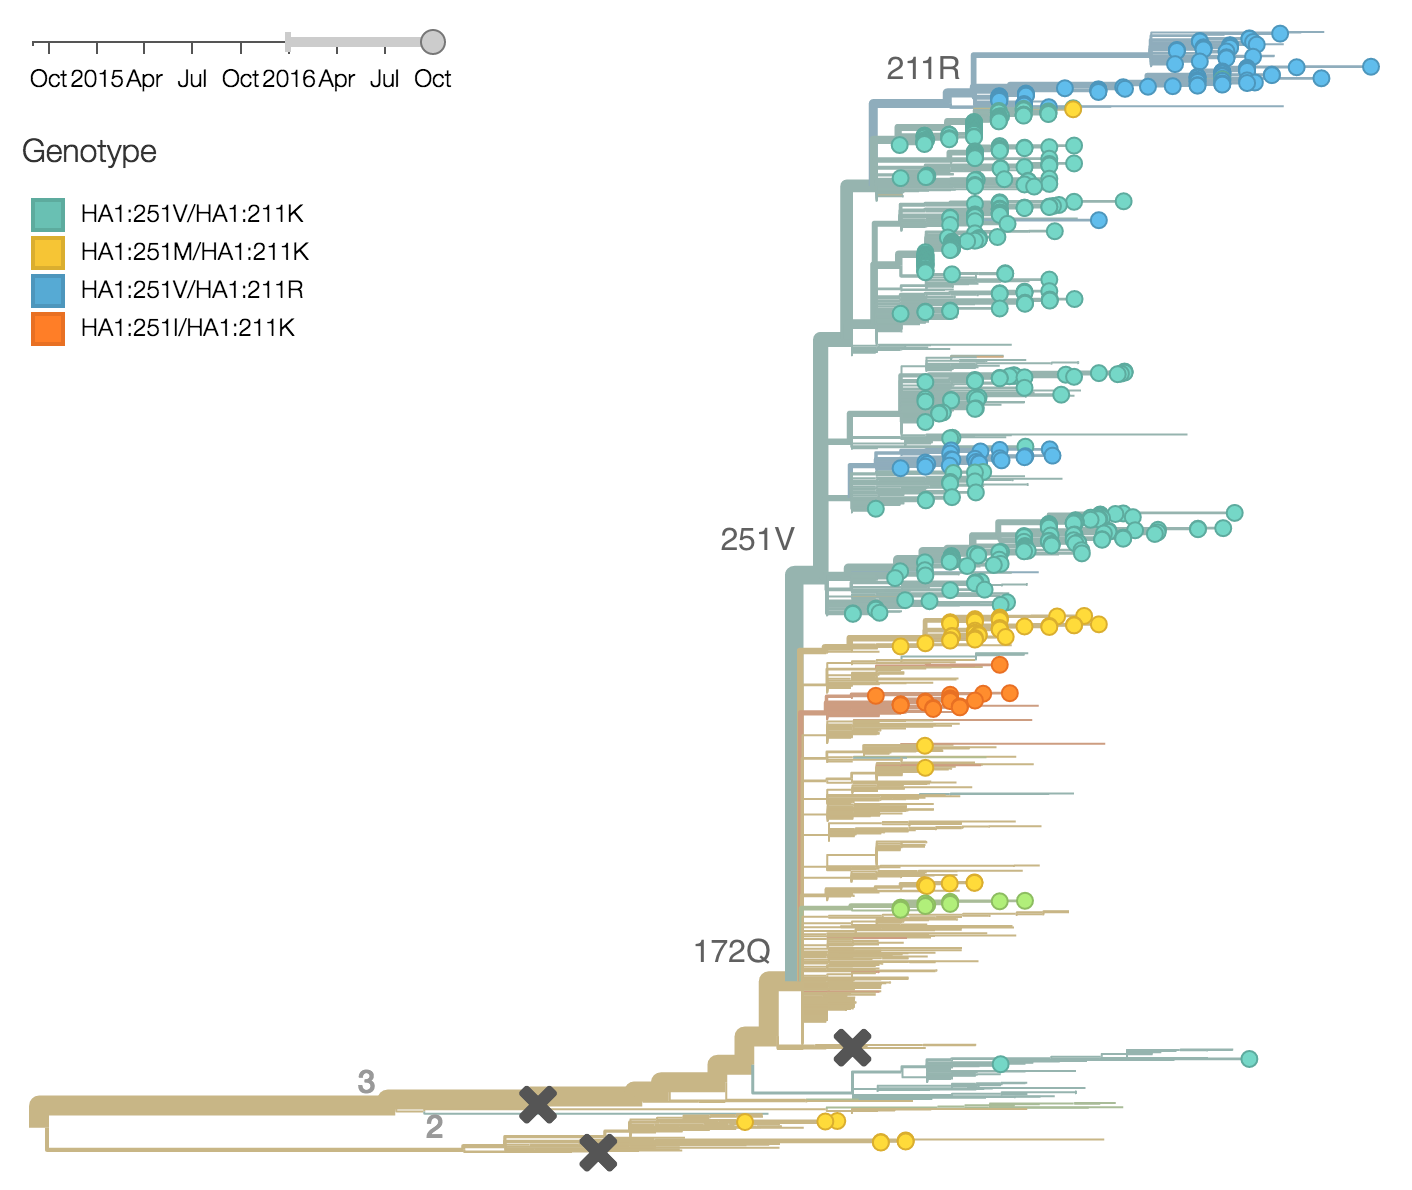 Oct 2015 Apr Jul Oct 2016 Apr Jul Oct
Genotype
HA1:251V/HA1:211K
HA1:251M/HA1:211K
HA1:251V/HA1:211R
HA1:251I/HA1:211K
211R
251V
172Q
3
2